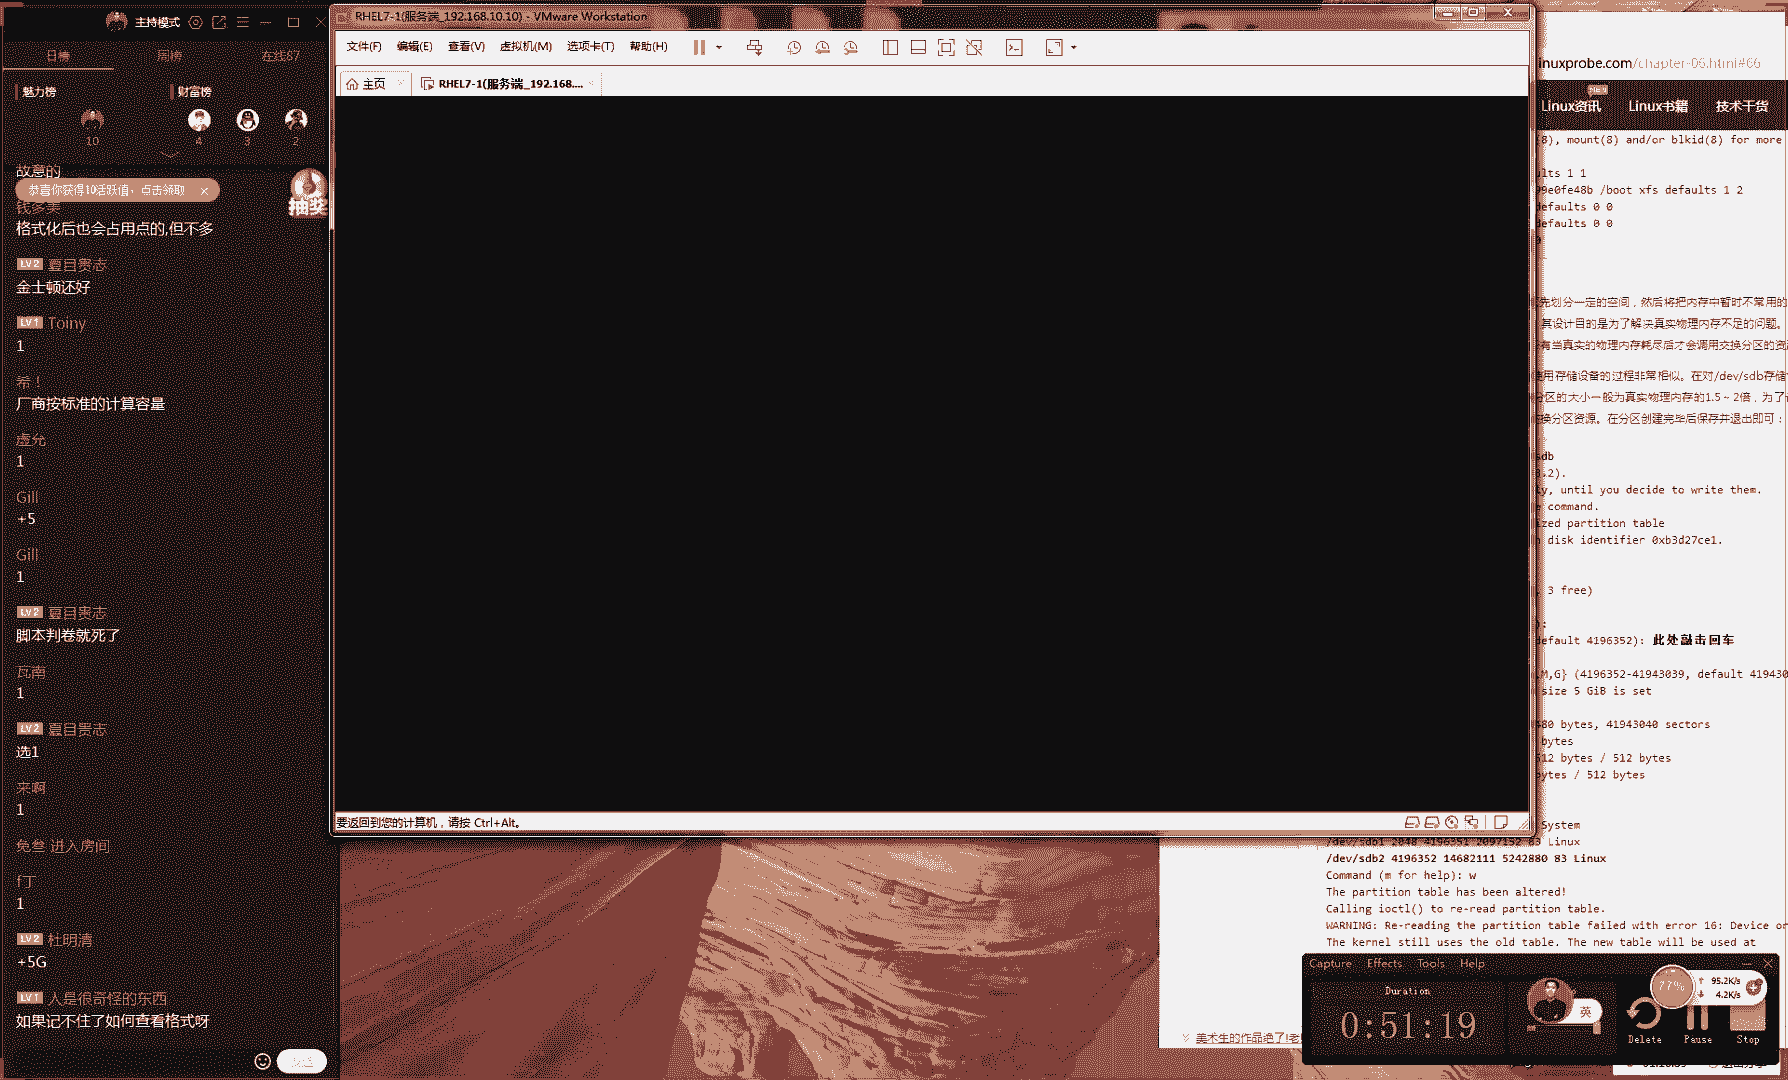 主持模式
日榜 周榜 在线87
魅力榜 财富榜
10 4 3 2
故意的
恭喜你获得10活跃值，点击领取 ×
钱多美
抽奖
格式化后也会占用点的,但不多
LV2 夏目贵志
金士顿还好
LV1 Toiny
1
希！
厂商按标准的计算容量
虚允
1
Gill
+5
Gill
1
LV2 夏目贵志
脚本判卷就死了
瓦南
1
LV2 夏目贵志
选1
来啊
1
免叁 进入房间
1
LV2 杜明清
+5G
LV1 人是很奇怪的东西
如果记不住了如何查看格式呀
RHEL7-1(服务端_192.168.10.10) - VMware Workstation
文件(F) 编辑(E) 查看(V) 虚拟机(M) 选项卡(T) 帮助(H)
主页 × RHEL7-1(服务端_192.168.... ×
要返回到您的计算机，请按 Ctrl+Alt。
inuxprobe.com/chapter-06.html#66
NEW
Linux资讯 Linux书籍 技术干货
8), mount(8) and/or blkid(8) for more
ults 1 1
99e0fe48b /boot xfs defaults 1 2
defaults 0 0
defaults 0 0
先划分一定的空间，然后将把内存中暂时不常用的
其设计目的是为了解决真实物理内存不足的问题。
有当真实的物理内存耗尽后才会调用交换分区的资
使用存储设备的过程非常相似。在对/dev/sdb存储
分区的大小一般为真实物理内存的1.5～2倍，为了
换分区资源。在分区创建完毕后保存并退出即可：
sdb
.2).
y, until you decide to write them.
command.
ized partition table
disk identifier 0xb3d27ce1.
, 3 free)
):
default 4196352): 此处敲击回车
,M,G} (4196352-41943039, default 419430
size 5 GiB is set
480 bytes, 41943040 sectors
bytes
512 bytes / 512 bytes
bytes / 512 bytes
System
/dev/sdb1 2048 4196351 2097152 83 Linux
/dev/sdb2 4196352 14682111 5242880 83 Linux
Command (m for help): w
The partition table has been altered!
Calling ioctl() to re-read partition table.
WARNING: Re-reading the partition table failed with error 16: Device or
The kernel still uses the old table. The new table will be used at
美术生的作品绝了!老
Capture Effects Tools Help
Duration
0:51:19
英
77%
95.2K/s
4.2K/s
Delete Pause Stop